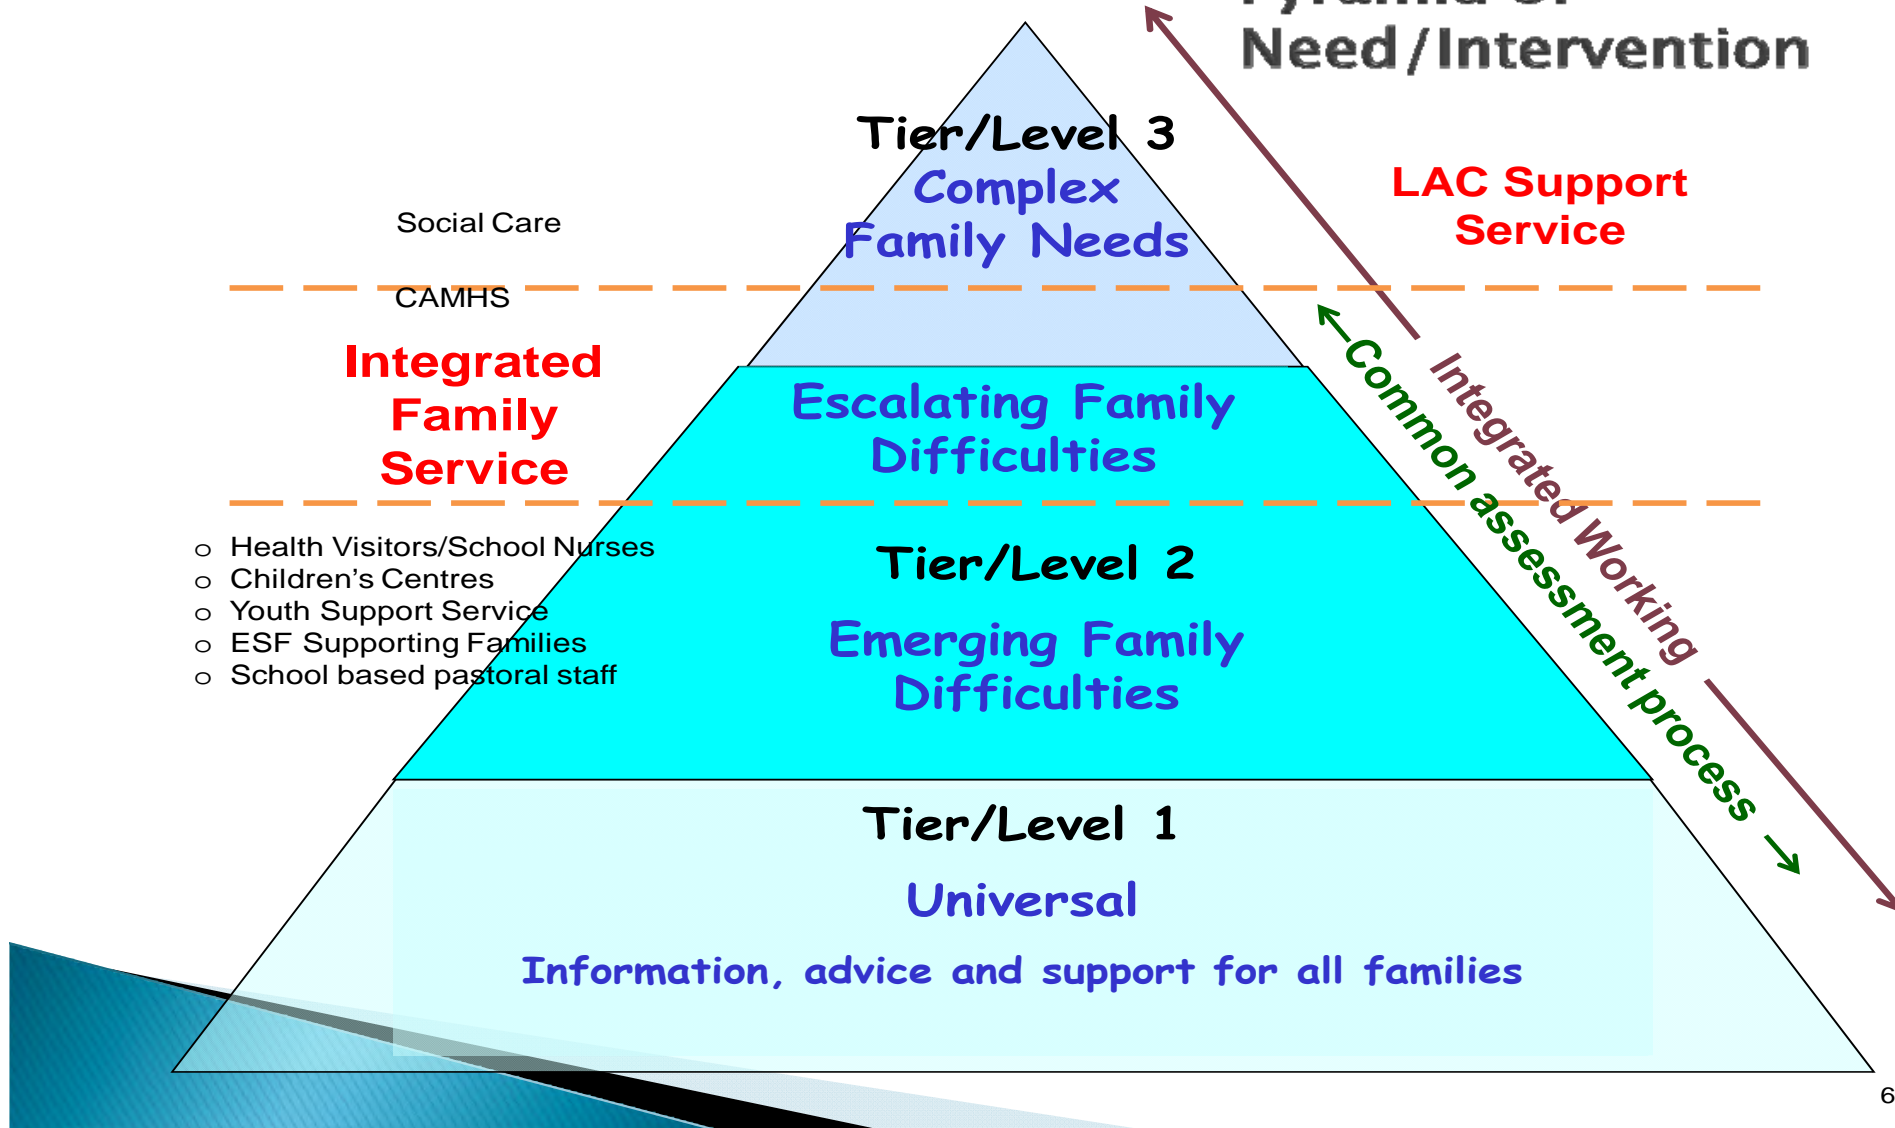 Need/Intervention
Tier/Level 3
Complex
Family Needs
LAC Support
Service
Social Care
CAMHS
Integrated
Family
Service
Escalating Family
Difficulties
←Common assessment process →
Integrated Working
o Health Visitors/School Nurses
o Children’s Centres
o Youth Support Service
o ESF Supporting Families
o School based pastoral staff
Tier/Level 2
Emerging Family
Difficulties
Tier/Level 1
Universal
Information, advice and support for all families
6